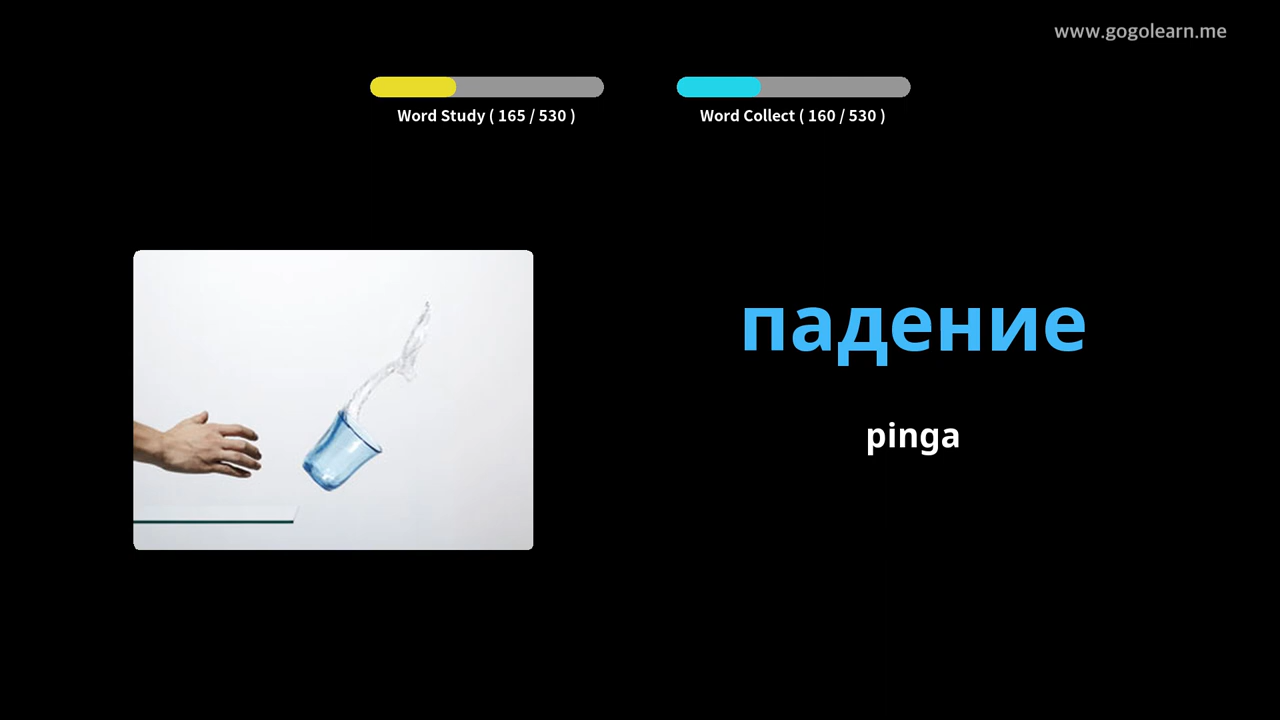 www.gogolearn.me
Word Study ( 165 / 530 )
Word Collect ( 160 / 530 )
падение
pinga